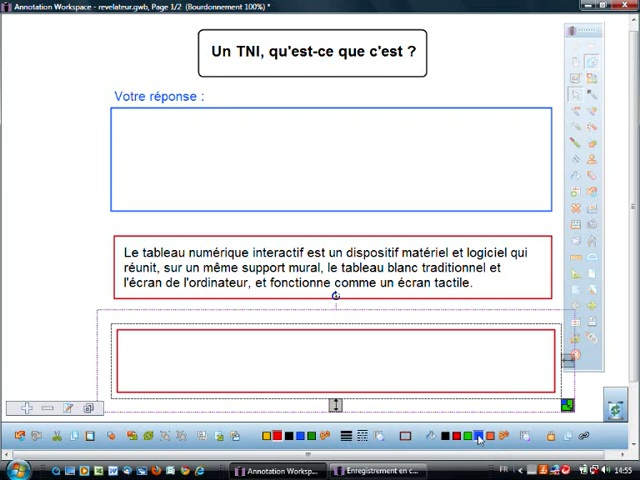 Annotation Workspace - revelateur.gwb, Page 1/2 (Bourdonnement 100%) *
Un TNI, qu'est-ce que c'est ?
Votre réponse :
Le tableau numérique interactif est un dispositif matériel et logiciel qui
réunit, sur un même support mural, le tableau blanc traditionnel et
l'écran de l'ordinateur, et fonctionne comme un écran tactile.
Annotation Worksp...
Enregistrement en c...
FR
14:55